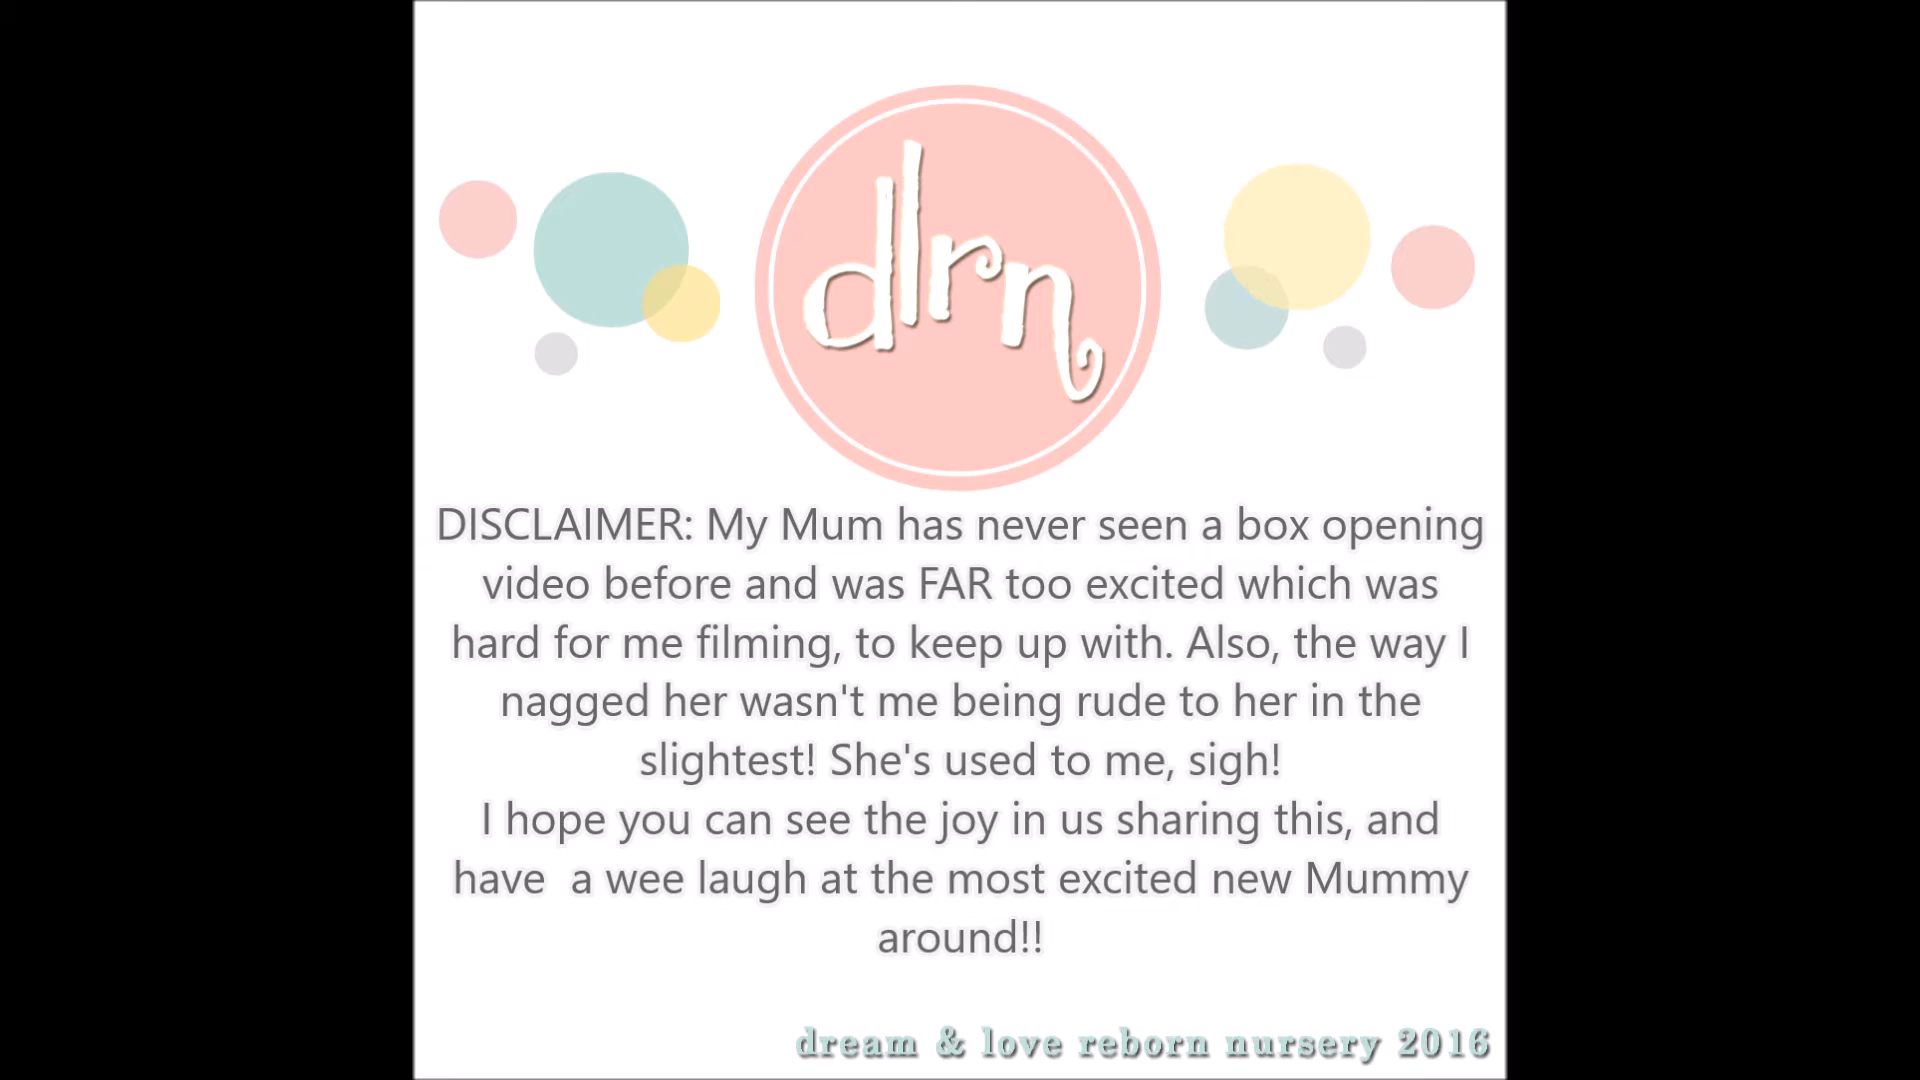 dlrn
DISCLAIMER: My Mum has never seen a box opening
video before and was FAR too excited which was
hard for me filming, to keep up with. Also, the way I
nagged her wasn't me being rude to her in the
slightest! She's used to me, sigh!
I hope you can see the joy in us sharing this, and
have  a wee laugh at the most excited new Mummy
around!!
dream & love reborn nursery 2016